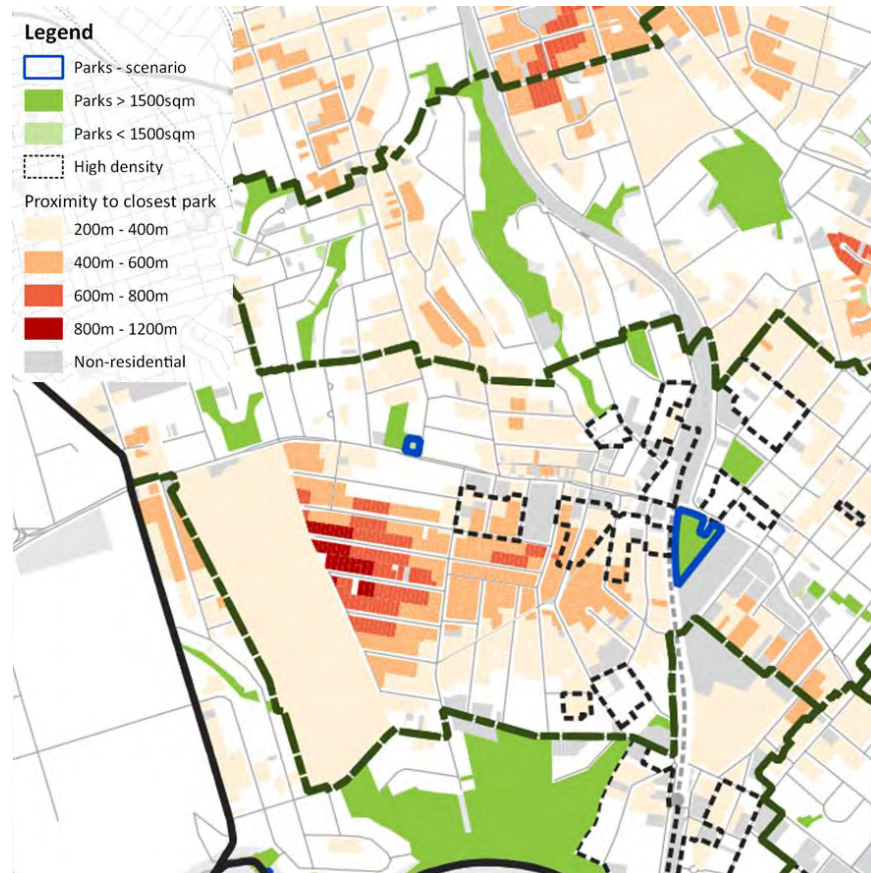 Legend
Parks - scenario
Parks > 1500sqm
Parks < 1500sqm
High density
Proximity to closest park
200m - 400m
400m - 600m
600m - 800m
800m - 1200m
Non-residential